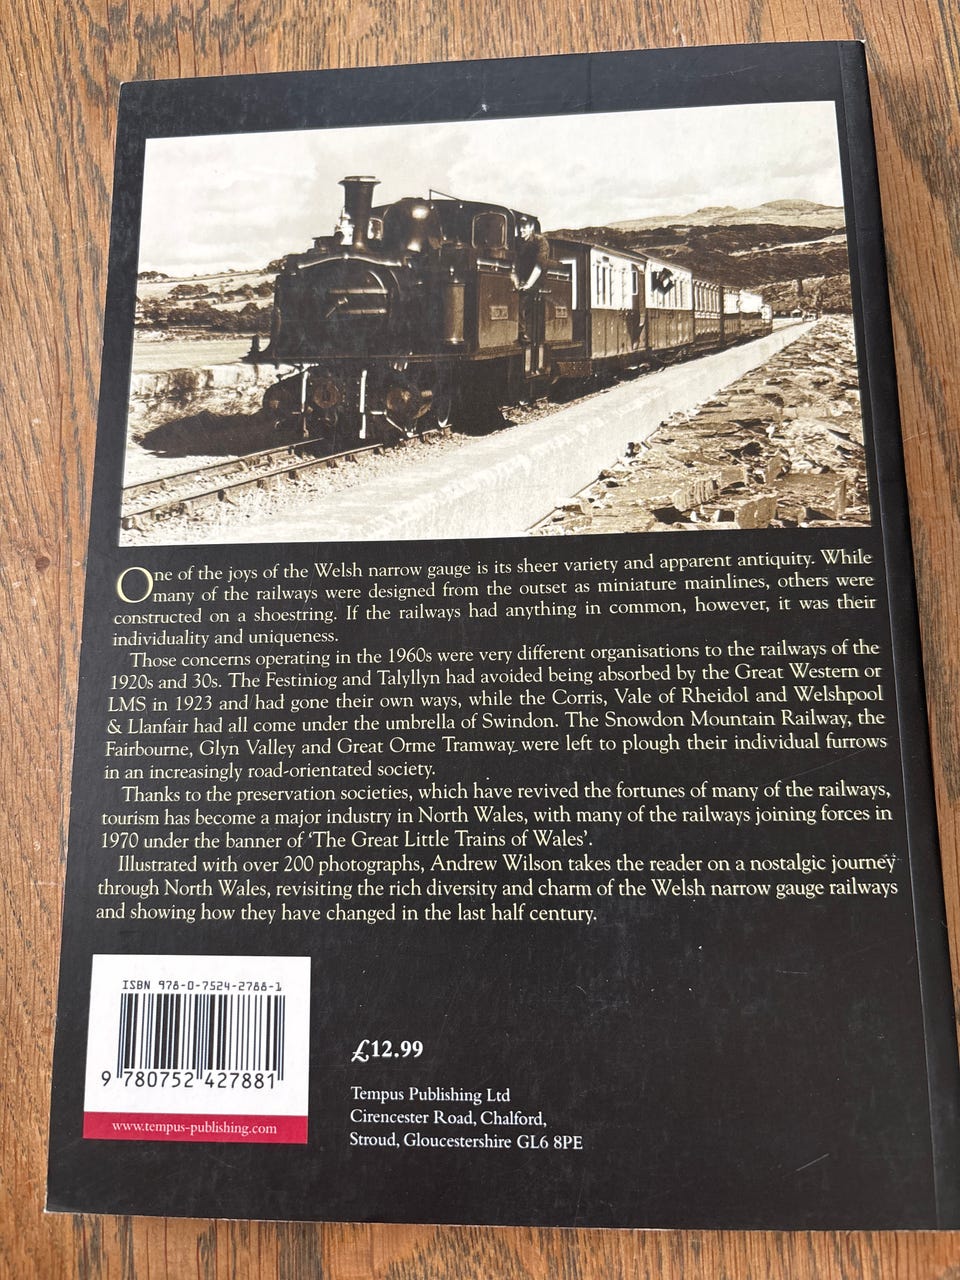 One of the joys of the Welsh narrow gauge is its sheer variety and apparent antiquity. While
many of the railways were designed from the outset as miniature mainlines, others were
constructed on a shoestring. If the railways had anything in common, however, it was their
individuality and uniqueness.
Those concerns operating in the 1960s were very different organisations to the railways of the
1920s and 30s. The Festiniog and Talyllyn had avoided being absorbed by the Great Western or
LMS in 1923 and had gone their own ways, while the Corris, Vale of Rheidol and Welshpool
& Llanfair had all come under the umbrella of Swindon. The Snowdon Mountain Railway, the
Fairbourne, Glyn Valley and Great Orme Tramway were left to plough their individual furrows
in an increasingly road-orientated society.
Thanks to the preservation societies, which have revived the fortunes of many of the railways,
tourism has become a major industry in North Wales, with many of the railways joining forces in
1970 under the banner of ‘The Great Little Trains of Wales’.
Illustrated with over 200 photographs, Andrew Wilson takes the reader on a nostalgic journey
through North Wales, revisiting the rich diversity and charm of the Welsh narrow gauge railways
and showing how they have changed in the last half century.
ISBN 978-0-7524-2788-1
9 780752 427881
www.tempus-publishing.com
£12.99
Tempus Publishing Ltd
Cirencester Road, Chalford,
Stroud, Gloucestershire GL6 8PE